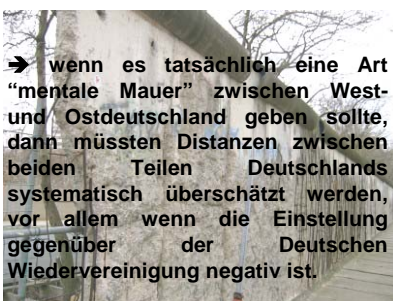 ➔ wenn es tatsächlich eine Art
“mentale Mauer” zwischen West-
und Ostdeutschland geben sollte,
dann müssten Distanzen zwischen
beiden Teilen Deutschlands
systematisch überschätzt werden,
vor allem wenn die Einstellung
gegenüber der Deutschen
Wiedervereinigung negativ ist.